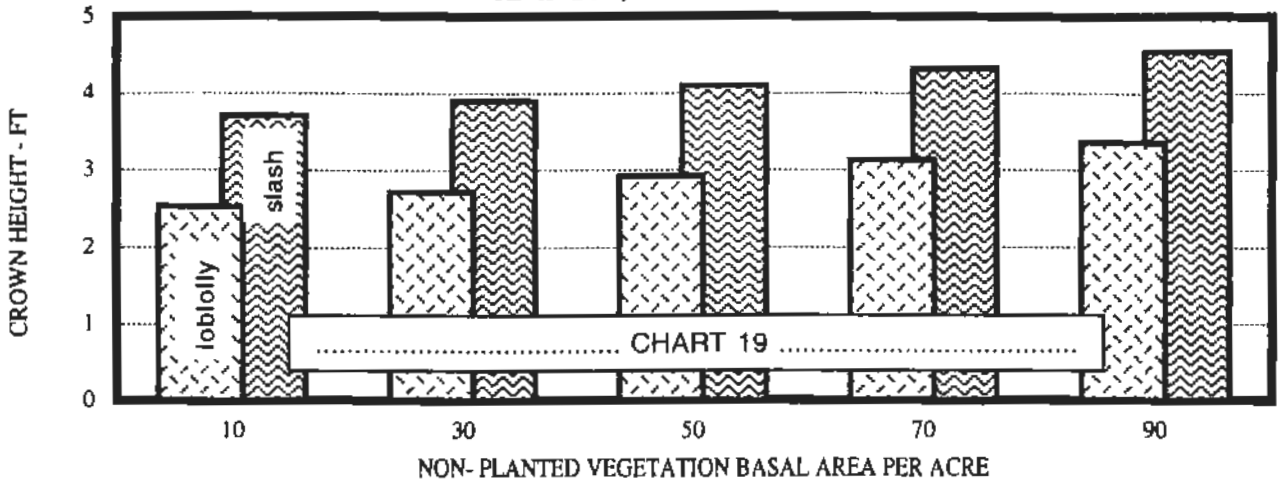 5
4
3
2
1
0
CROWN HEIGHT - FT
loblolly
slash
CHART 19
10 30 50 70 90
NON- PLANTED VEGETATION BASAL AREA PER ACRE